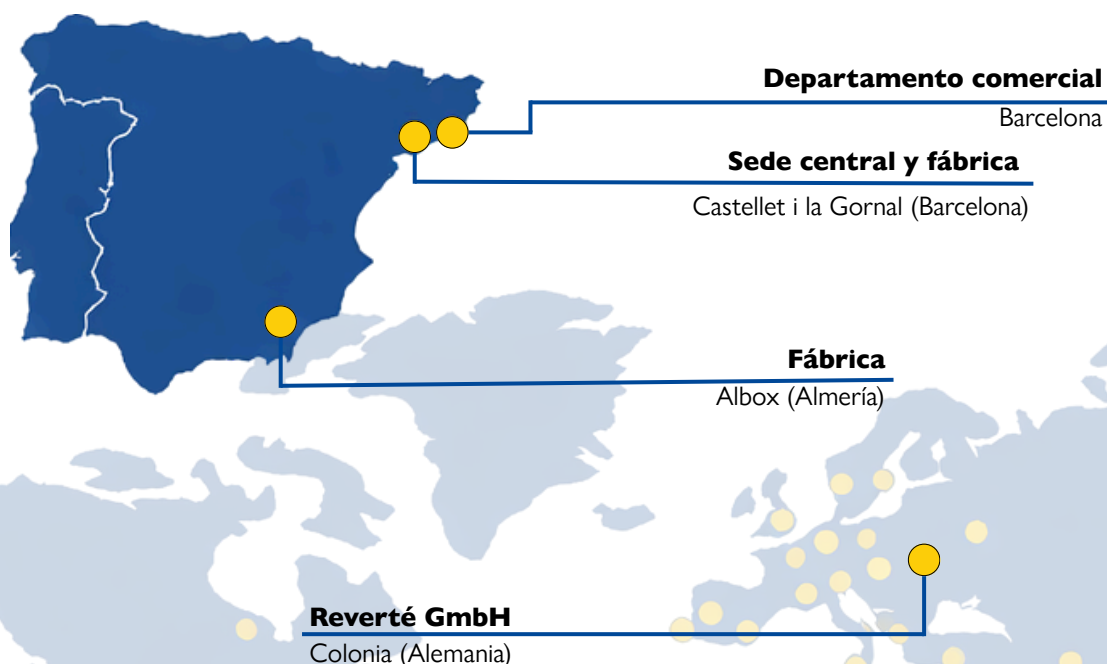 Departamento comercial
Barcelona
Sede central y fábrica
Castellet i la Gornal (Barcelona)
Fábrica
Albox (Almería)
Reverté GmbH
Colonia (Alemania)